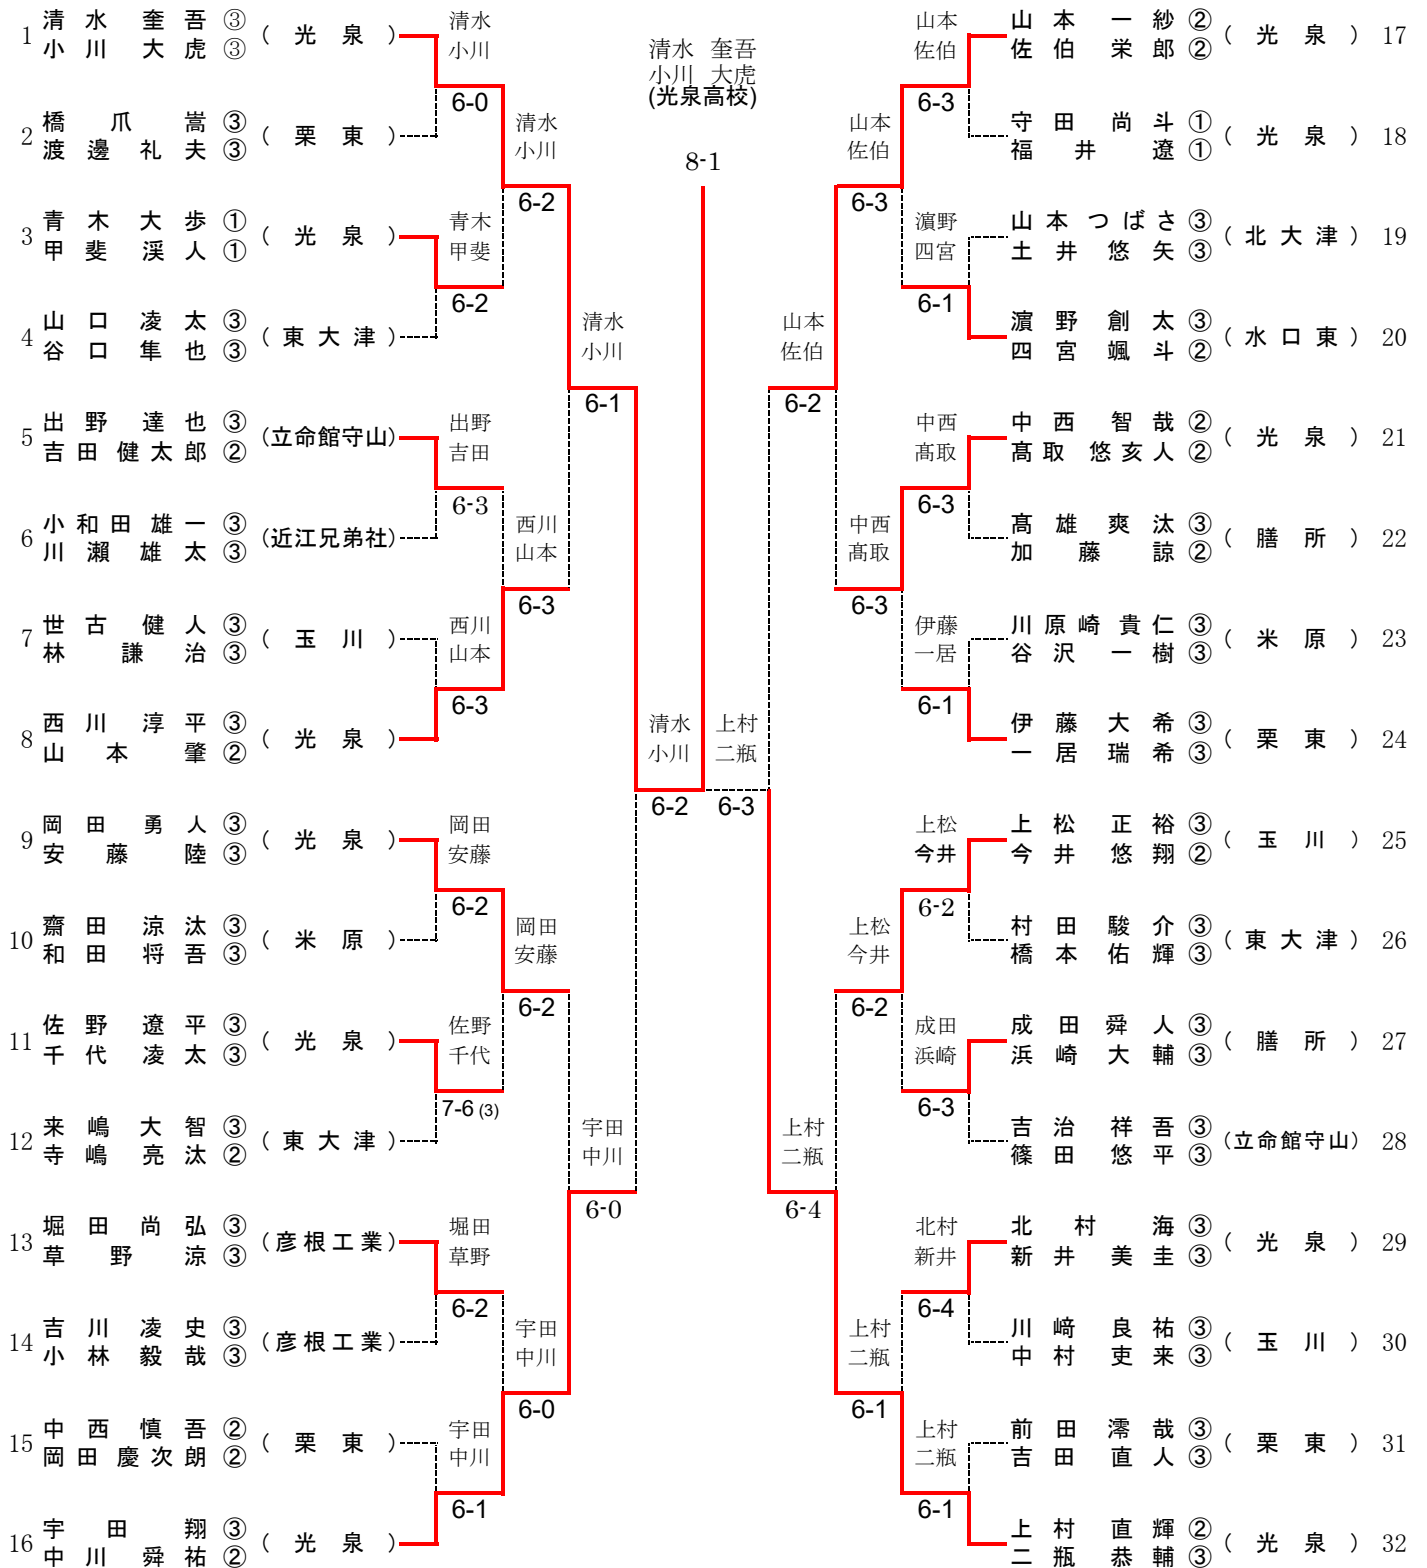 清水 奎吾
小川 大虎
(光泉高校)
8-1
1 清水奎吾 ③ (光泉)
小川大虎 ③
2 橋爪嵩 ③ (栗東)
渡邊礼夫 ③
3 青木大歩 ① (光泉)
甲斐渓人 ①
4 山口凌太 ③ (東大津)
谷口隼也 ③
5 出野達也 ③ (立命館守山)
吉田健太郎 ②
6 小和田雄一 ③ (近江兄弟社)
川瀬雄太 ③
7 世古健人 ③ (玉川)
林謙治 ③
8 西川淳平 ③ (光泉)
山本肇 ②
9 岡田勇人 ③ (光泉)
安藤陸 ③
10 齋田涼汰 ③ (米原)
和田将吾 ③
11 佐野遼平 ③ (光泉)
千代凌太 ③
12 来嶋大智 ③ (東大津)
寺嶋亮汰 ②
13 堀田尚弘 ③ (彦根工業)
草野涼 ③
14 吉川凌史 ③ (彦根工業)
小林毅哉 ③
15 中西慎吾 ② (栗東)
岡田慶次朗 ②
16 宇田翔 ③ (光泉)
中川舜祐 ②
清水
小川
6-0
青木
甲斐
6-2
出野
吉田
6-3
西川
山本
6-3
岡田
安藤
6-2
佐野
千代
7-6 (3)
堀田
草野
6-2
宇田
中川
6-1
清水
小川
6-2
西川
山本
6-3
岡田
安藤
6-2
宇田
中川
6-0
清水
小川
6-1
宇田
中川
6-0
清水
小川
6-2
上村
二瓶
6-3
山本
佐伯
6-2
上村
二瓶
6-4
山本
佐伯
6-3
中西
髙取
6-3
上松
今井
6-2
上村
二瓶
6-1
山本
佐伯
6-3
濵野
四宮
6-1
中西
髙取
6-3
伊藤
一居
6-1
上松
今井
6-2
成田
浜崎
6-3
北村
新井
6-4
上村
二瓶
6-1
山本一紗 ② (光泉) 17
佐伯栄郎 ②
守田尚斗 ① (光泉) 18
福井遼 ①
山本つばさ ③ (北大津) 19
土井悠矢 ③
濵野創太 ③ (水口東) 20
四宮颯斗 ②
中西智哉 ② (光泉) 21
髙取悠亥人 ②
髙雄爽汰 ③ (膳所) 22
加藤諒 ②
川原崎貴仁 ③ (米原) 23
谷沢一樹 ③
伊藤大希 ③ (栗東) 24
一居瑞希 ③
上松正裕 ③ (玉川) 25
今井悠翔 ②
村田駿介 ③ (東大津) 26
橋本佑輝 ③
成田舜人 ③ (膳所) 27
浜崎大輔 ③
吉治祥吾 ③ (立命館守山) 28
篠田悠平 ③
北村海 ③ (光泉) 29
新井美圭 ③
川﨑良祐 ③ (玉川) 30
中村吏来 ③
前田澪哉 ③ (栗東) 31
吉田直人 ③
上村直輝 ② (光泉) 32
二瓶恭輔 ③